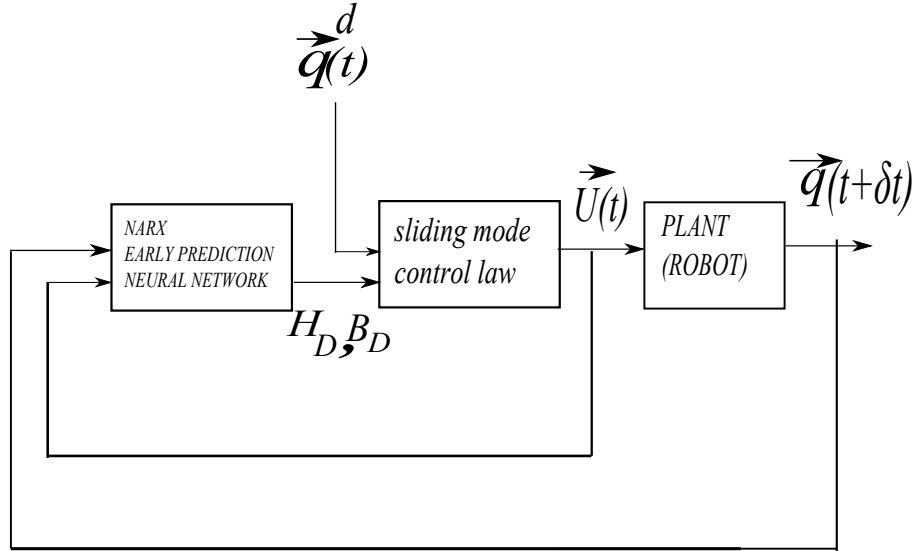 d
q(t)
NARX
EARLY PREDICTION
NEURAL NETWORK
H_D, B_D
sliding mode
control law
U(t)
PLANT
(ROBOT)
q(t+δt)